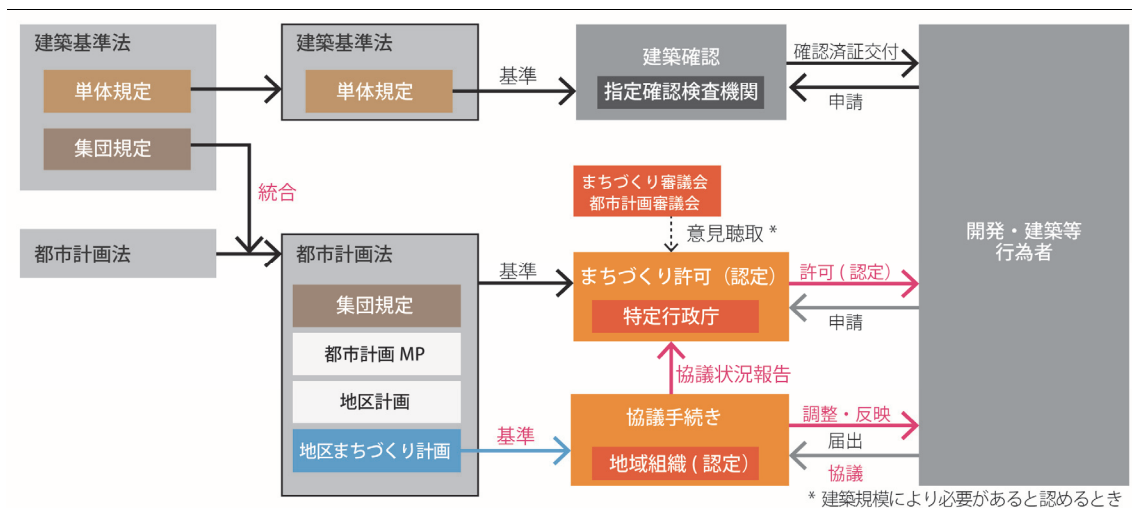 建築基準法
単体規定
集団規定
統合
都市計画法
建築基準法
単体規定
基準
建築確認
指定確認検査機関
確認済証交付
申請
まちづくり審議会
都市計画審議会
意見聴取 *
都市計画法
集団規定
都市計画 MP
地区計画
地区まちづくり計画
基準
まちづくり許可（認定）
特定行政庁
許可 ( 認定 )
申請
協議状況報告
基準
協議手続き
地域組織 ( 認定 )
調整・反映
届出
協議
開発・建築等
行為者
* 建築規模により必要があると認めるとき